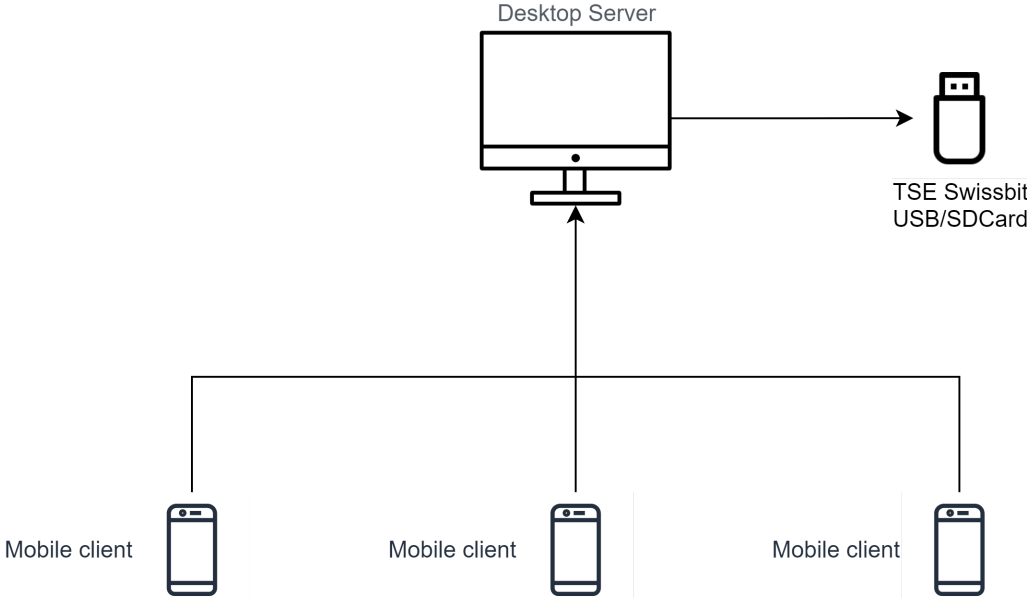 Desktop Server
TSE Swissbit
USB/SDCard
Mobile client
Mobile client
Mobile client